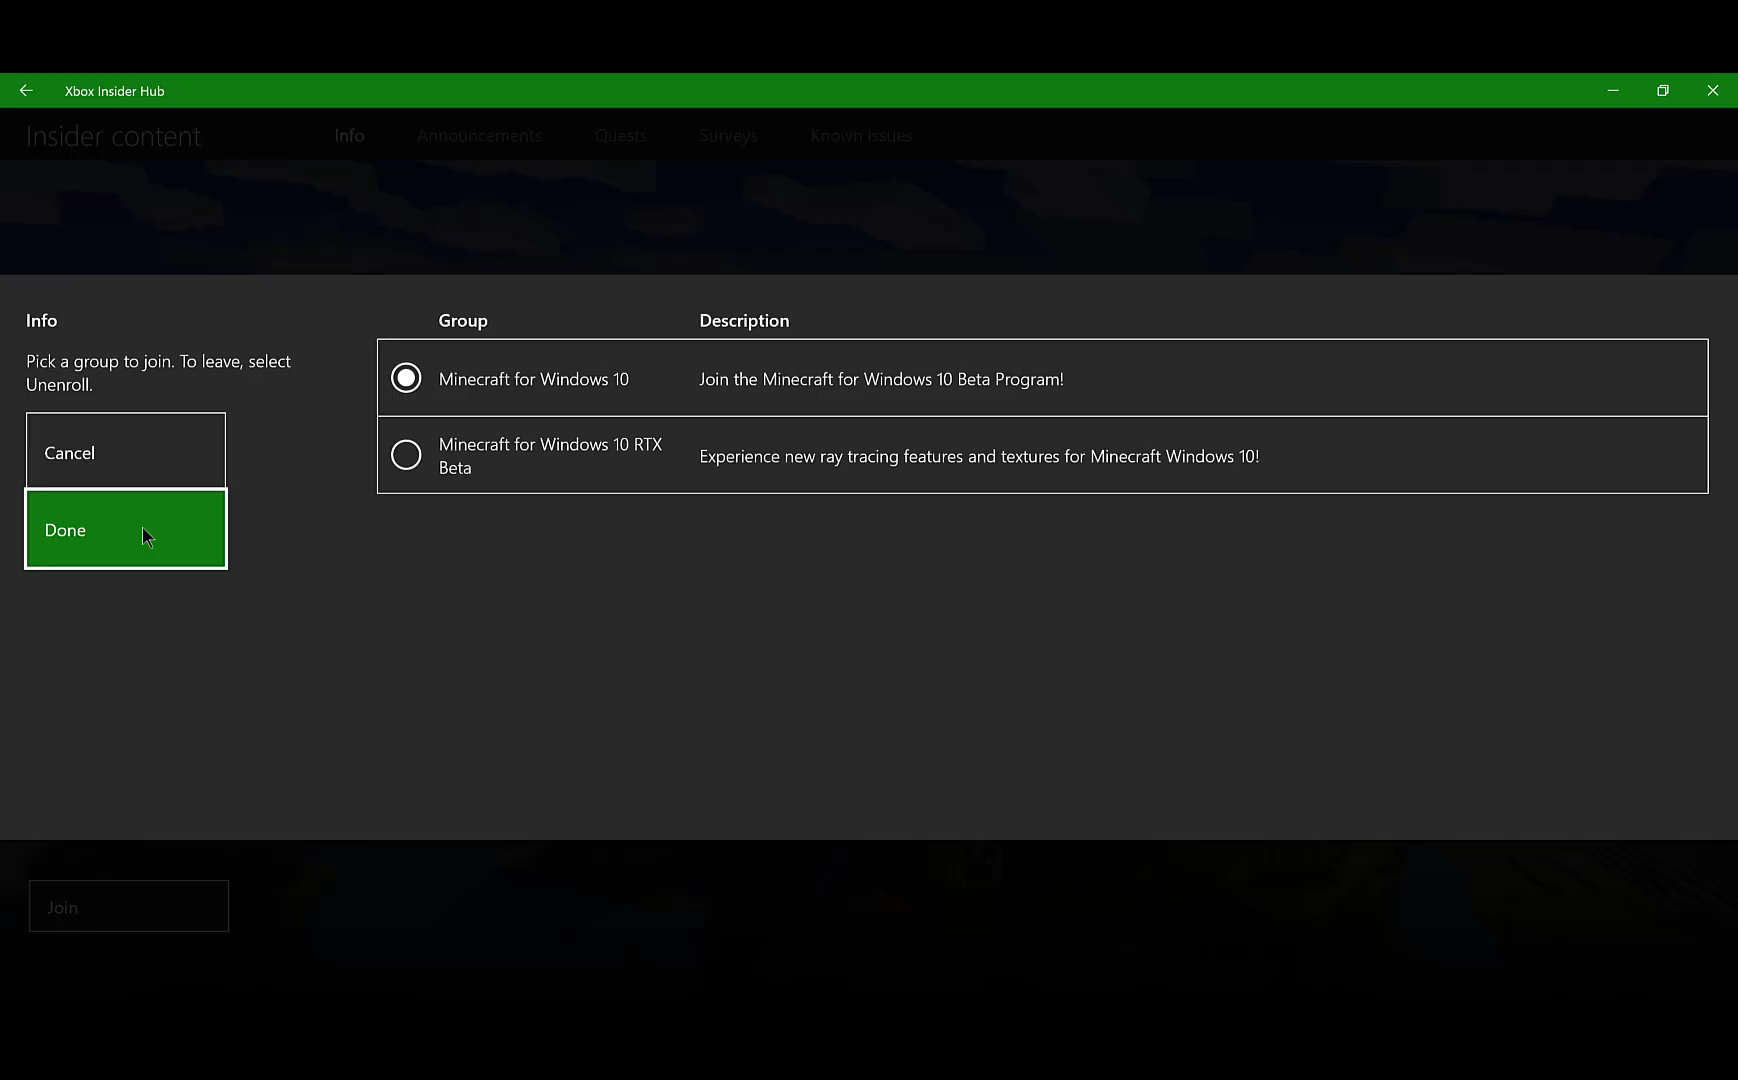 Xbox Insider Hub
Insider content
Info
Announcements
Quests
Surveys
Known issues
Info
Pick a group to join. To leave, select
Unenroll.
Cancel
Done
Group
Description
Minecraft for Windows 10
Join the Minecraft for Windows 10 Beta Program!
Minecraft for Windows 10 RTX
Beta
Experience new ray tracing features and textures for Minecraft Windows 10!
Join